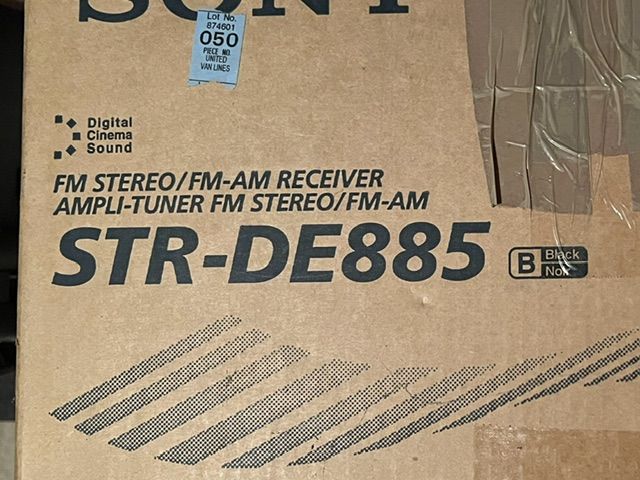 SONY
Lot No.
874601
050
PIECE NO.
UNITED
VAN LINES
Digital
Cinema
Sound
FM STEREO/FM-AM RECEIVER
AMPLI-TUNER FM STEREO/FM-AM
STR-DE885
B Black
Noir